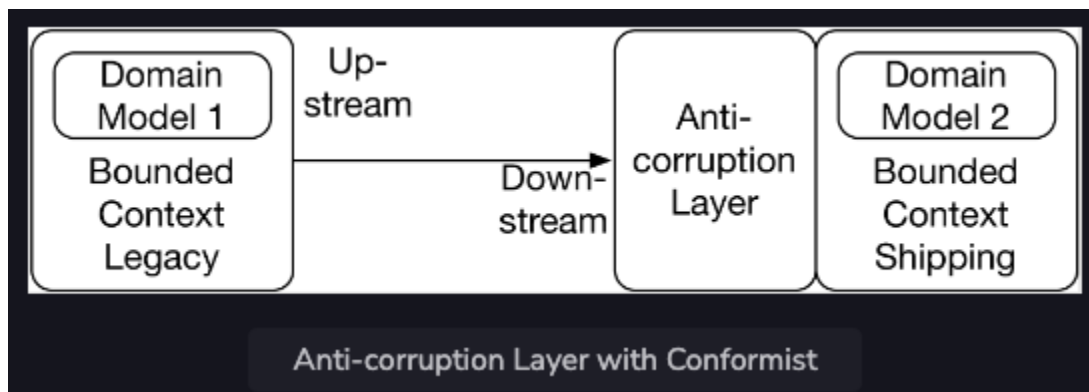 Domain
Model 1
Bounded
Context
Legacy
Up-
stream
Down-
stream
Anti-
corruption
Layer
Domain
Model 2
Bounded
Context
Shipping
Anti-corruption Layer with Conformist